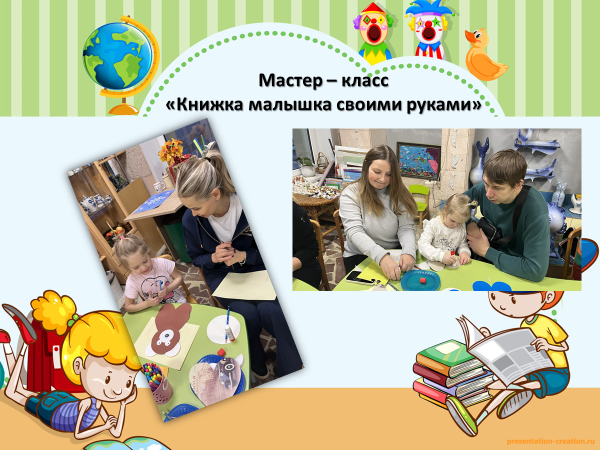 Мастер – класс
«Книжка малышка своими руками»
presentation-creation.ru